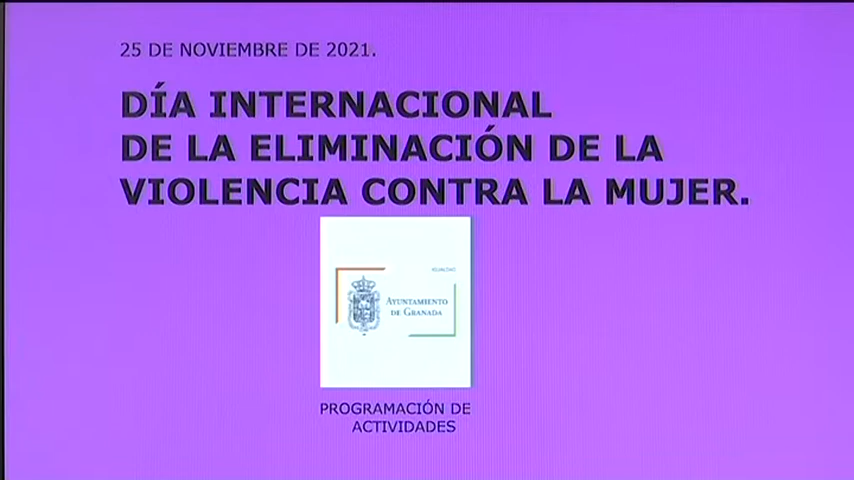 25 DE NOVIEMBRE DE 2021.
DÍA INTERNACIONAL
DE LA ELIMINACIÓN DE LA
VIOLENCIA CONTRA LA MUJER.
IGUALDAD
AYUNTAMIENTO
DE GRANADA
PROGRAMACIÓN DE
ACTIVIDADES